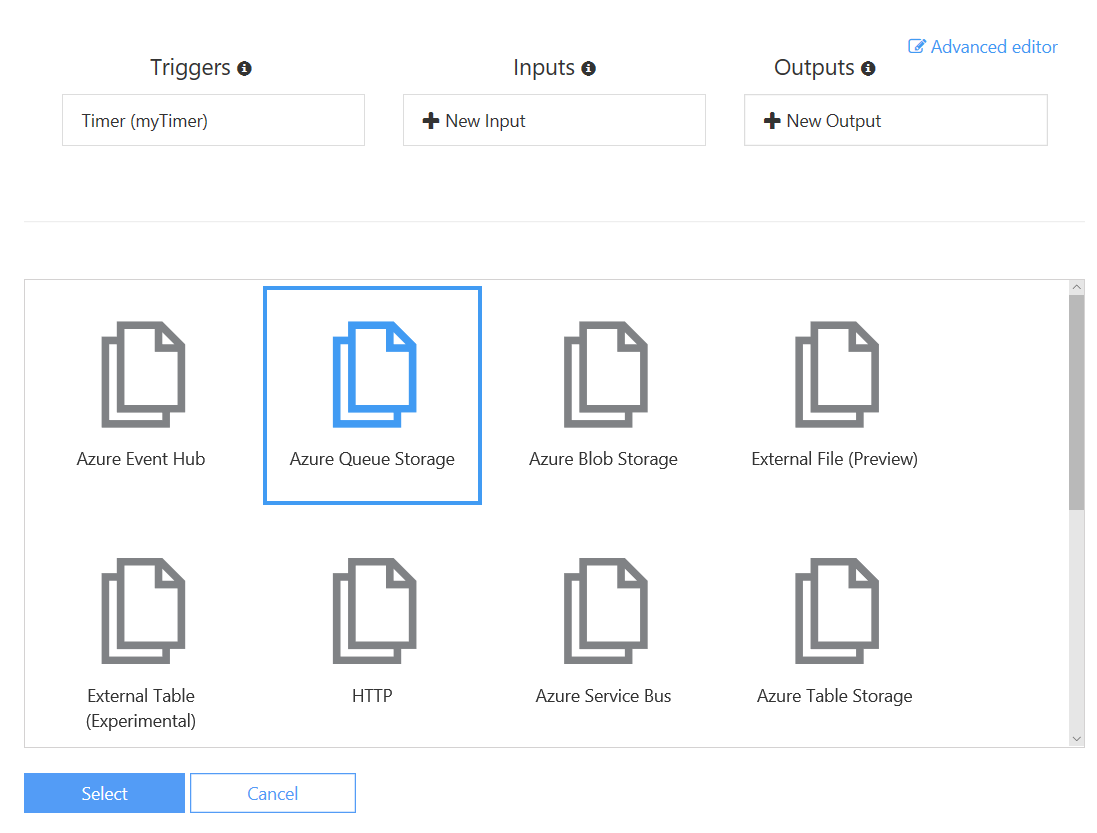 Advanced editor
Triggers
Inputs
Outputs
Timer (myTimer)
New Input
New Output
Azure Event Hub
Azure Queue Storage
Azure Blob Storage
External File (Preview)
External Table
(Experimental)
HTTP
Azure Service Bus
Azure Table Storage
Select
Cancel